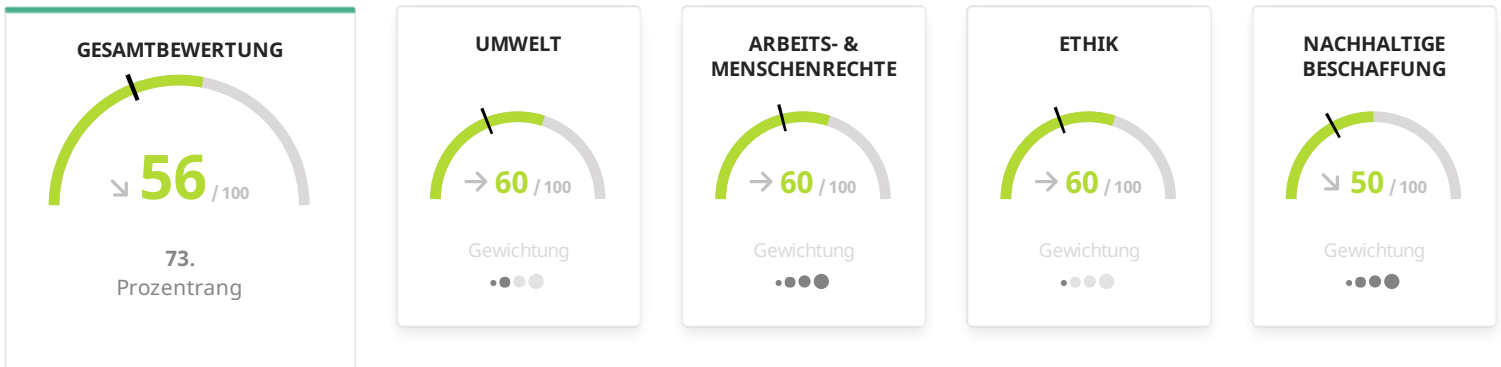 GESAMTBEWERTUNG
56 / 100
73.
Prozentrang
UMWELT
60 / 100
Gewichtung
ARBEITS- &
MENSCHENRECHTE
60 / 100
Gewichtung
ETHIK
60 / 100
Gewichtung
NACHHALTIGE
BESCHAFFUNG
50 / 100
Gewichtung